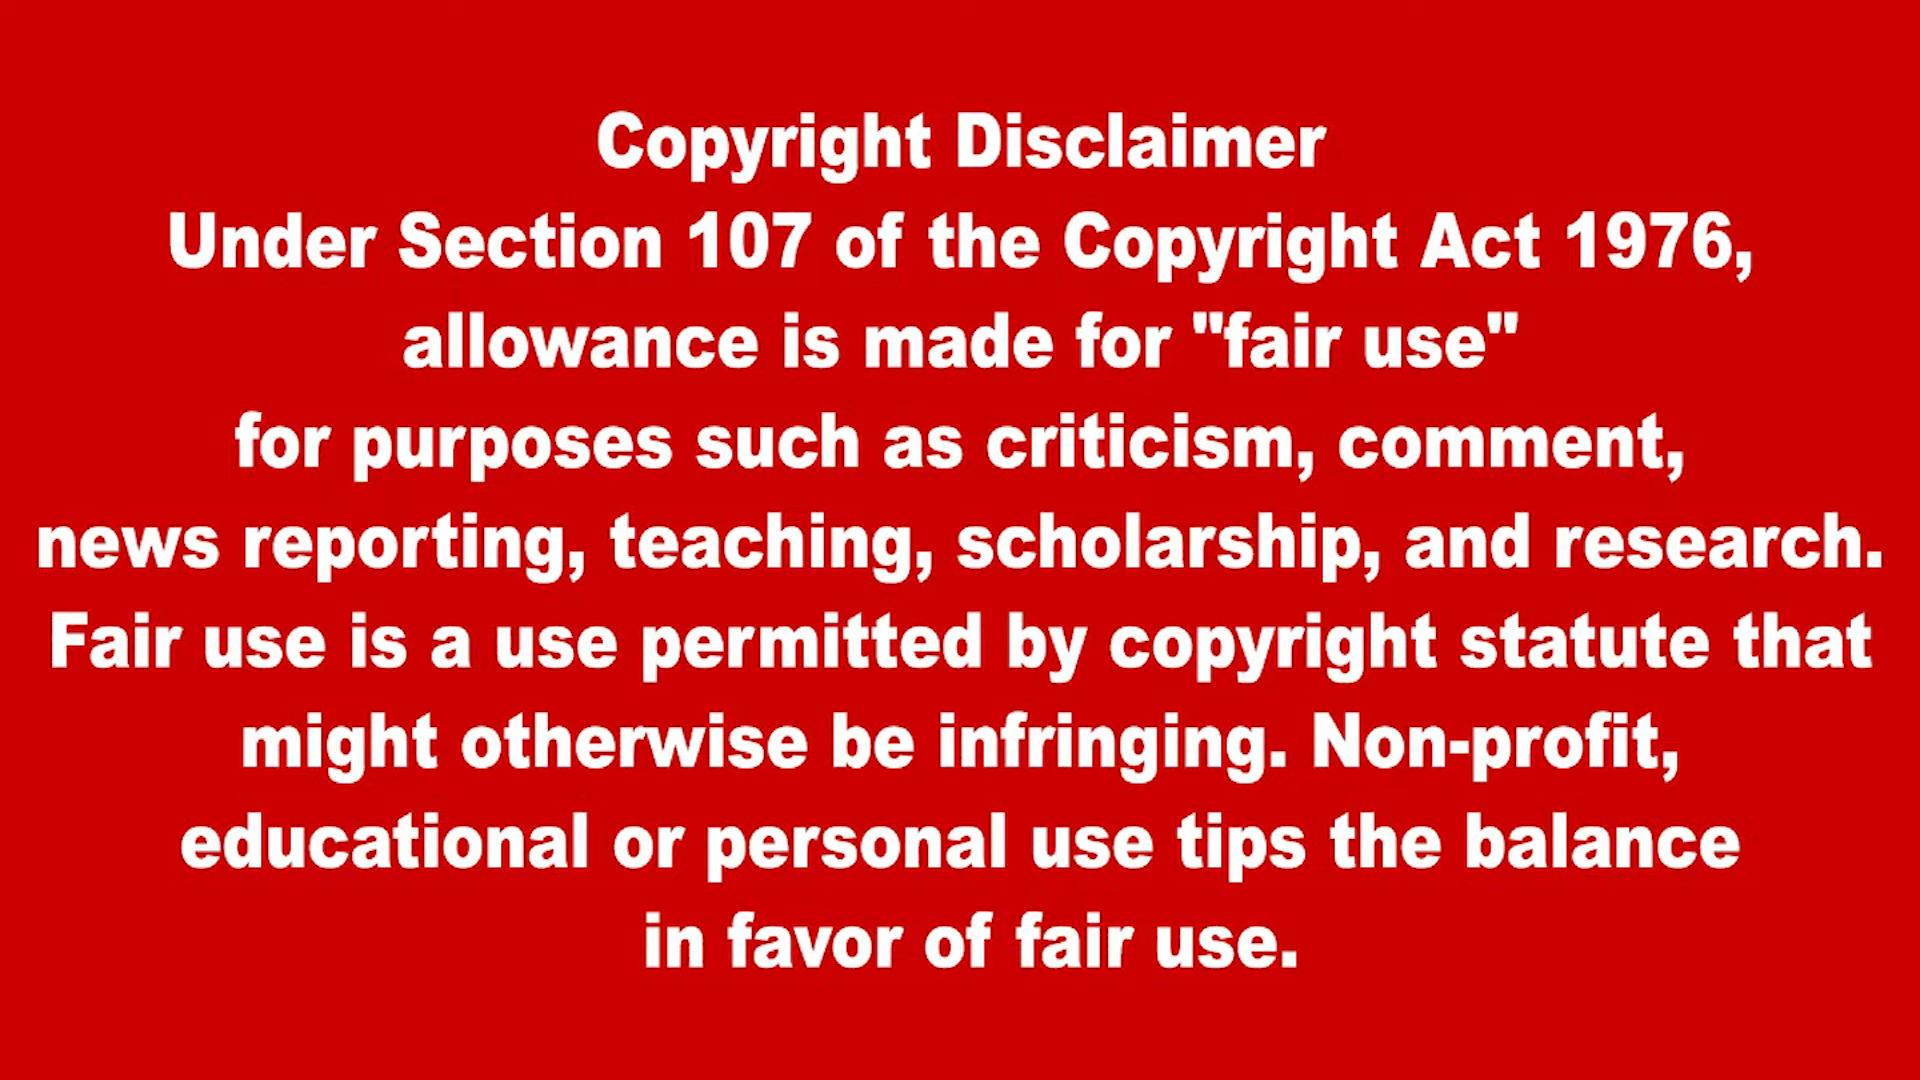 Copyright Disclaimer
Under Section 107 of the Copyright Act 1976,
allowance is made for "fair use"
for purposes such as criticism, comment,
news reporting, teaching, scholarship, and research.
Fair use is a use permitted by copyright statute that
might otherwise be infringing. Non-profit,
educational or personal use tips the balance
in favor of fair use.